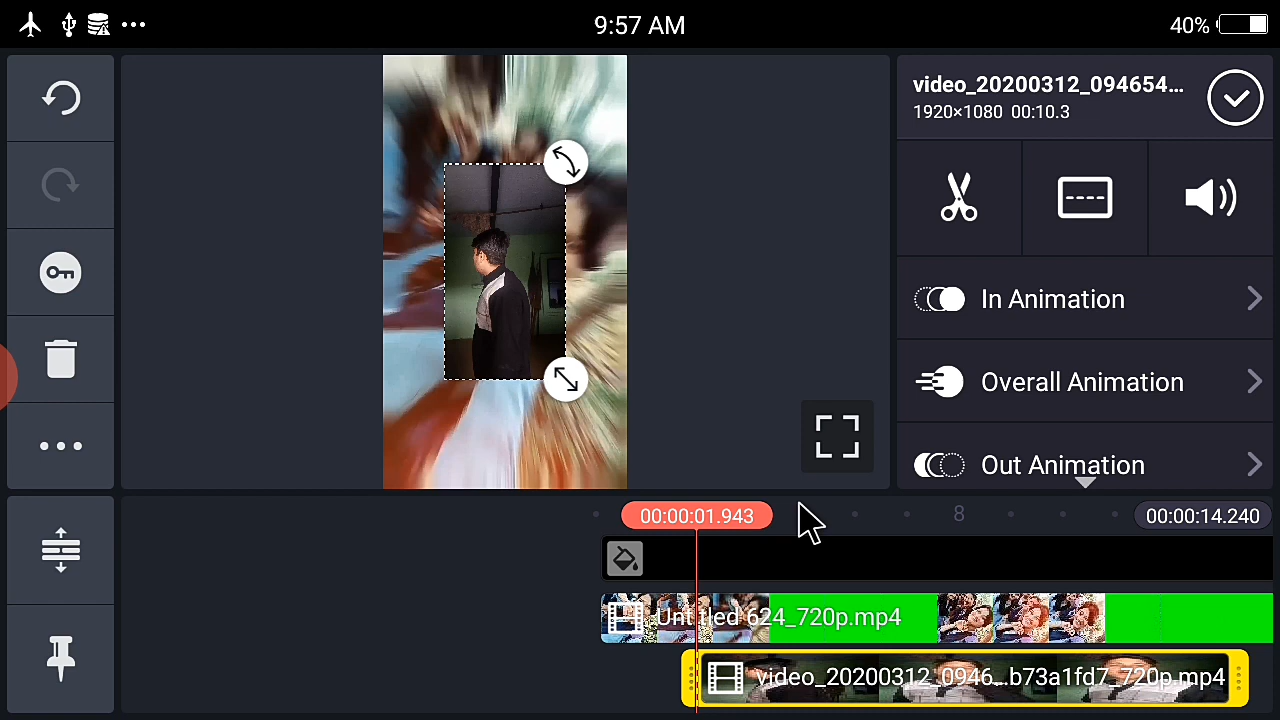 9:57 AM
40%
video_20200312_094654...
1920×1080 00:10.3
In Animation
Overall Animation
Out Animation
00:00:01.943
8
00:00:14.240
Untitled 624_720p.mp4
video_20200312_0946...b73a1fd7_720p.mp4